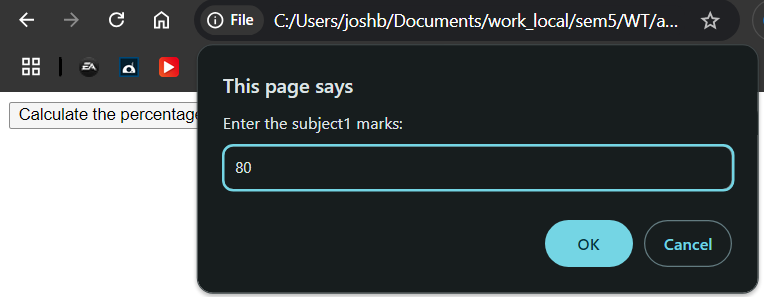 File C:/Users/joshb/Documents/work_local/sem5/WT/a...
EA
This page says
Calculate the percentage
Enter the subject1 marks:
80
OK Cancel